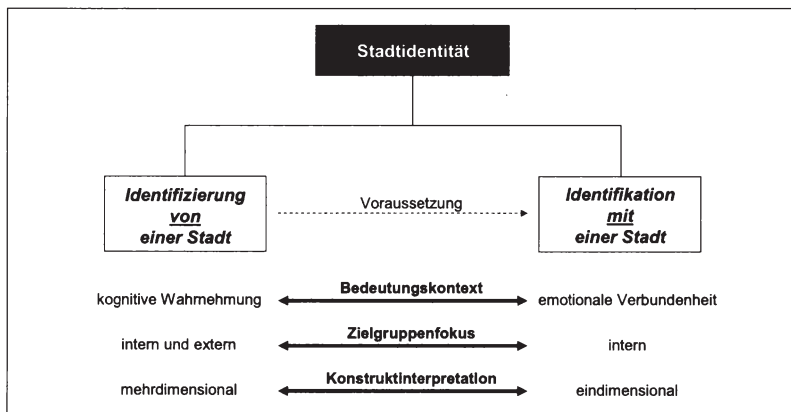 Stadtidentität
Identifizierung
von
einer Stadt
Voraussetzung
Identifikation
mit
einer Stadt
kognitive Wahrnehmung
Bedeutungskontext
emotionale Verbundenheit
intern und extern
Zielgruppenfokus
intern
mehrdimensional
Konstruktinterpretation
eindimensional